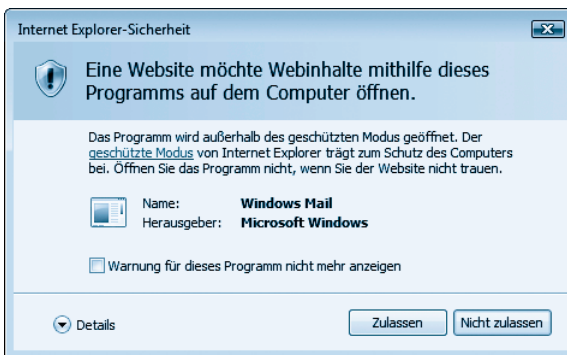 Internet Explorer-Sicherheit
Eine Website möchte Webinhalte mithilfe dieses
Programms auf dem Computer öffnen.
Das Programm wird außerhalb des geschützten Modus geöffnet. Der
geschützte Modus von Internet Explorer trägt zum Schutz des Computers
bei. Öffnen Sie das Programm nicht, wenn Sie der Website nicht trauen.
Name: Windows Mail
Herausgeber: Microsoft Windows
Warnung für dieses Programm nicht mehr anzeigen
Details Zulassen Nicht zulassen